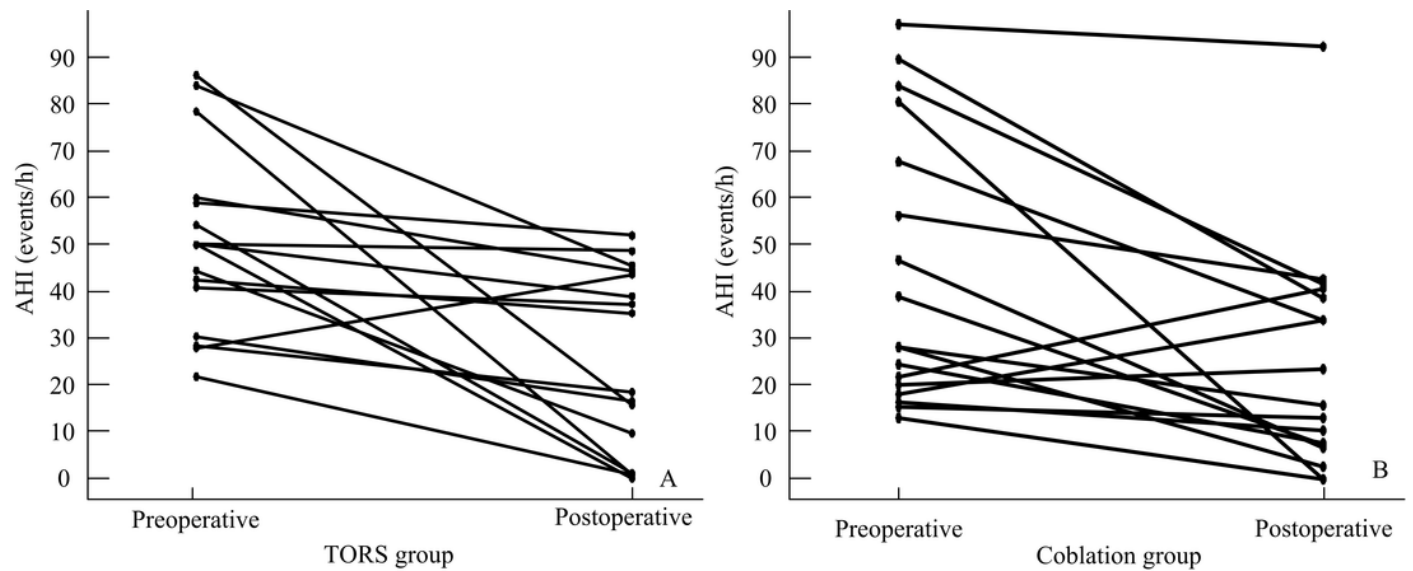 90
80
70
60
50
40
30
20
10
0
AHI (events/h)
Preoperative
Postoperative
TORS group
A
90
80
70
60
50
40
30
20
10
0
AHI (events/h)
Preoperative
Postoperative
Coblation group
B